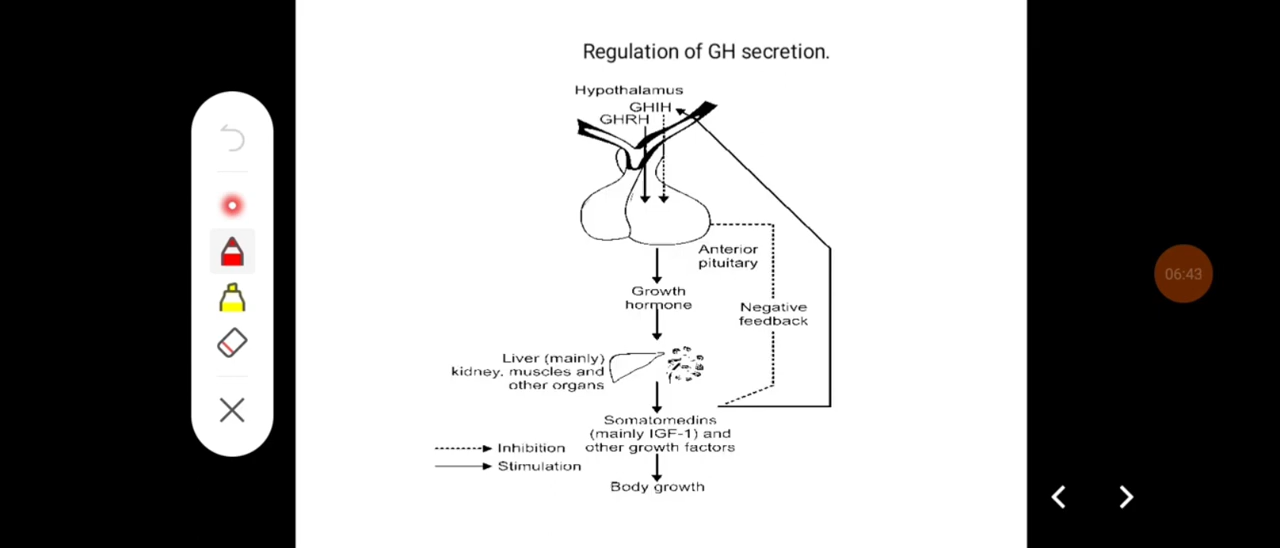 Regulation of GH secretion.
Hypothalamus
GHIH
GHRH
Anterior
pituitary
Growth
hormone
Negative
feedback
Liver (mainly)
kidney, muscles and
other organs
Somatomedins
(mainly IGF-1) and
other growth factors
Inhibition
Stimulation
Body growth
06:43